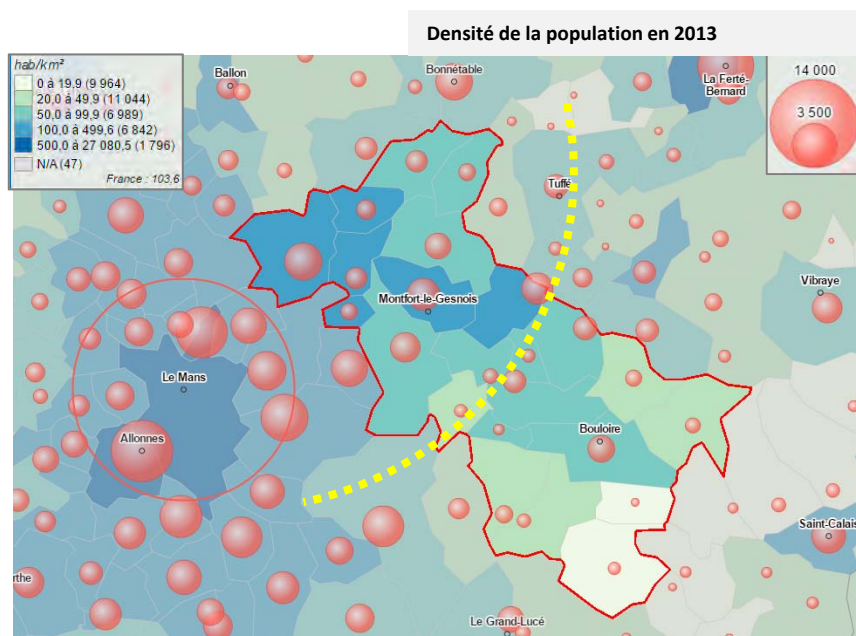 Densité de la population en 2013
hab/km²
0 à 19,9 (9 964)
20,0 à 49,9 (11 044)
50,0 à 99,9 (6 989)
100,0 à 499,6 (6 842)
500,0 à 27 080,5 (1 796)
N/A (47)
France : 103,6
14 000
3 500
Ballon
Bonnétable
La Ferté-
Bernard
Tuffé
Montfort-le-Gesnois
Vibraye
Le Mans
Allonnes
Bouloire
Saint-Calais
rthe
Le Grand-Lucé